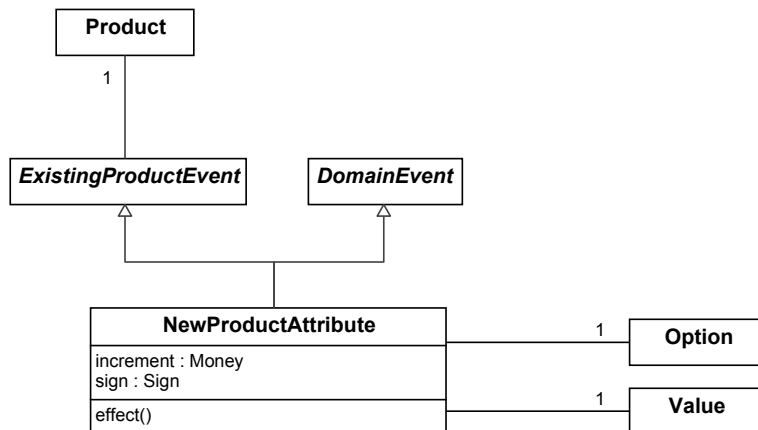 Product
1
ExistingProductEvent
DomainEvent
NewProductAttribute
increment : Money
sign : Sign
effect()
1
Option
1
Value